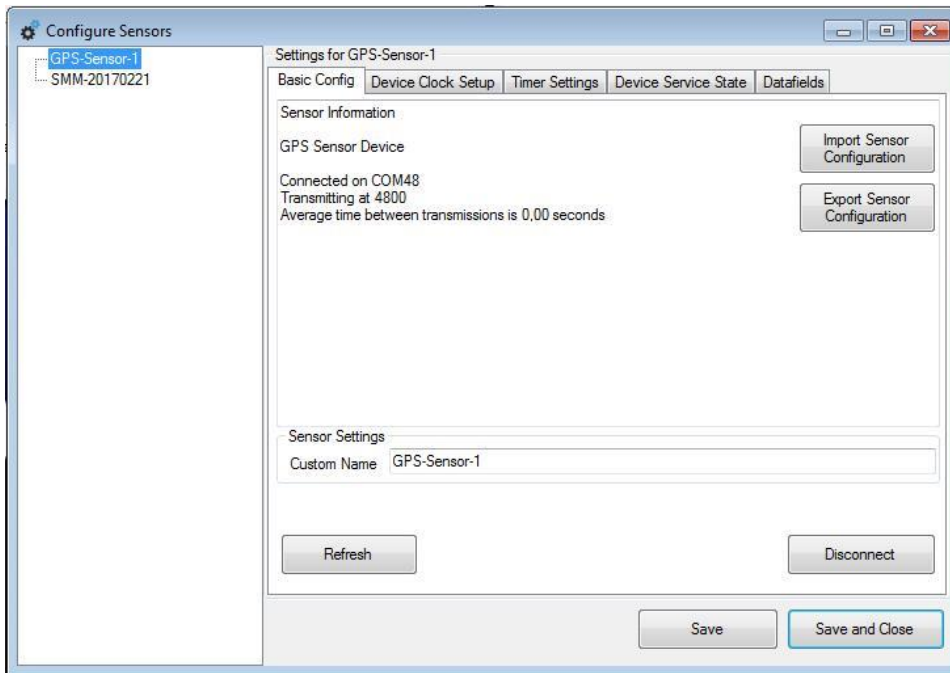 Configure Sensors
GPS-Sensor-1
SMM-20170221
Settings for GPS-Sensor-1
Basic Config Device Clock Setup Timer Settings Device Service State Datafields
Sensor Information
GPS Sensor Device
Connected on COM48
Transmitting at 4800
Average time between transmissions is 0,00 seconds
Import Sensor
Configuration
Export Sensor
Configuration
Sensor Settings
Custom Name GPS-Sensor-1
Refresh Disconnect
Save Save and Close